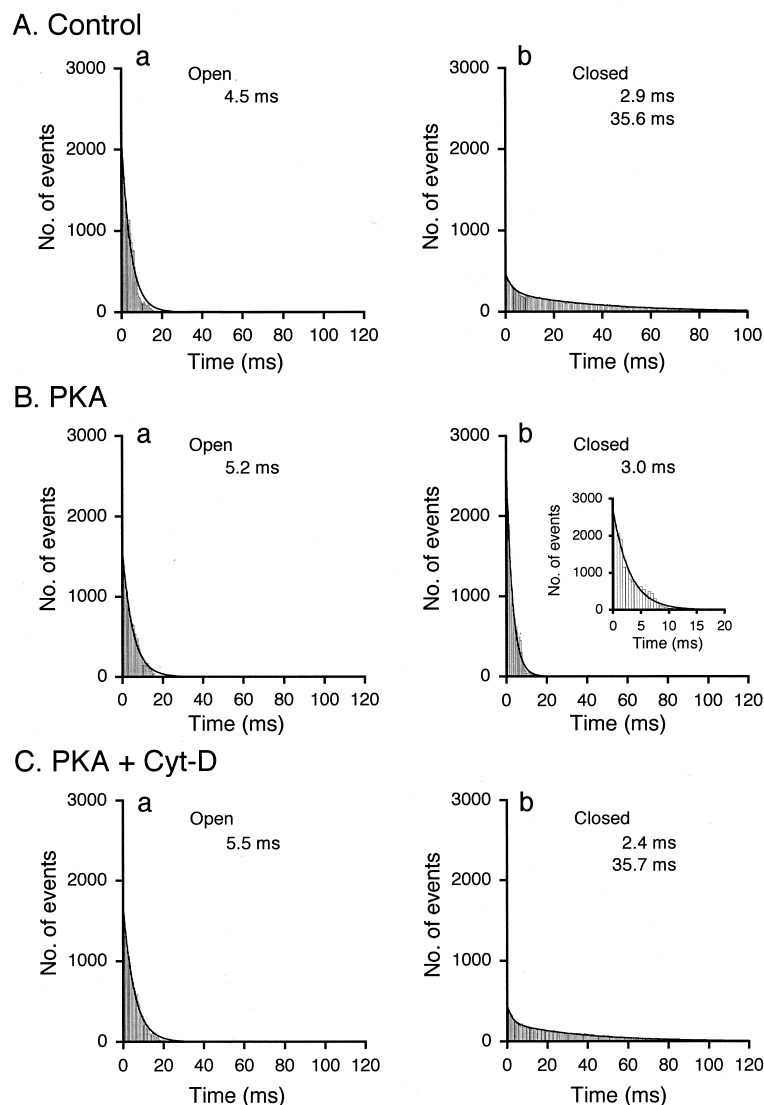 A. Control
a
b
Open
4.5 ms
Closed
2.9 ms
35.6 ms
No. of events
3000
2000
1000
0
0 20 40 60 80 100 120
Time (ms)
No. of events
3000
2000
1000
0
0 20 40 60 80 100
Time (ms)
B. PKA
a
b
Open
5.2 ms
Closed
3.0 ms
No. of events
3000
2000
1000
0
0 20 40 60 80 100 120
Time (ms)
No. of events
3000
2000
1000
0
0 20 40 60 80 100 120
Time (ms)
No. of events
3000
2000
1000
0
0 5 10 15 20
Time (ms)
C. PKA + Cyt-D
a
b
Open
5.5 ms
Closed
2.4 ms
35.7 ms
No. of events
3000
2000
1000
0
0 20 40 60 80 100 120
Time (ms)
No. of events
3000
2000
1000
0
0 20 40 60 80 100 120
Time (ms)